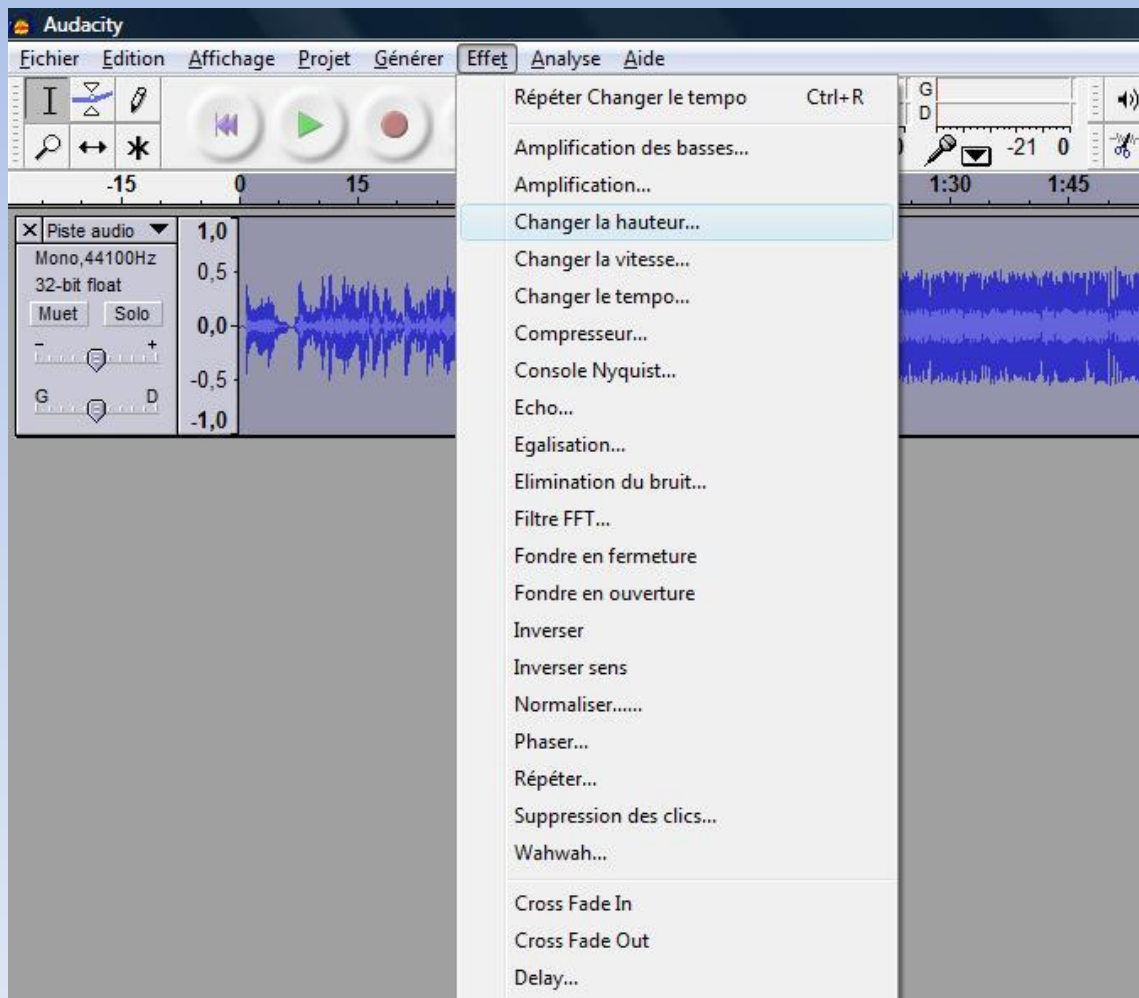 Audacity
Fichier Edition Affichage Projet Générer Effet Analyse Aide
Répéter Changer le tempo Ctrl+R
G
D
-21 0
-15 0 15 1:30 1:45
Piste audio
Mono,44100Hz
32-bit float
Muet Solo
- +
G D
1,0
0,5
0,0
-0,5
-1,0
Amplification des basses...
Amplification...
Changer la hauteur...
Changer la vitesse...
Changer le tempo...
Compresseur...
Console Nyquist...
Echo...
Egalisation...
Elimination du bruit...
Filtre FFT...
Fondre en fermeture
Fondre en ouverture
Inverser
Inverser sens
Normaliser......
Phaser...
Répéter...
Suppression des clics...
Wahwah...
Cross Fade In
Cross Fade Out
Delay...